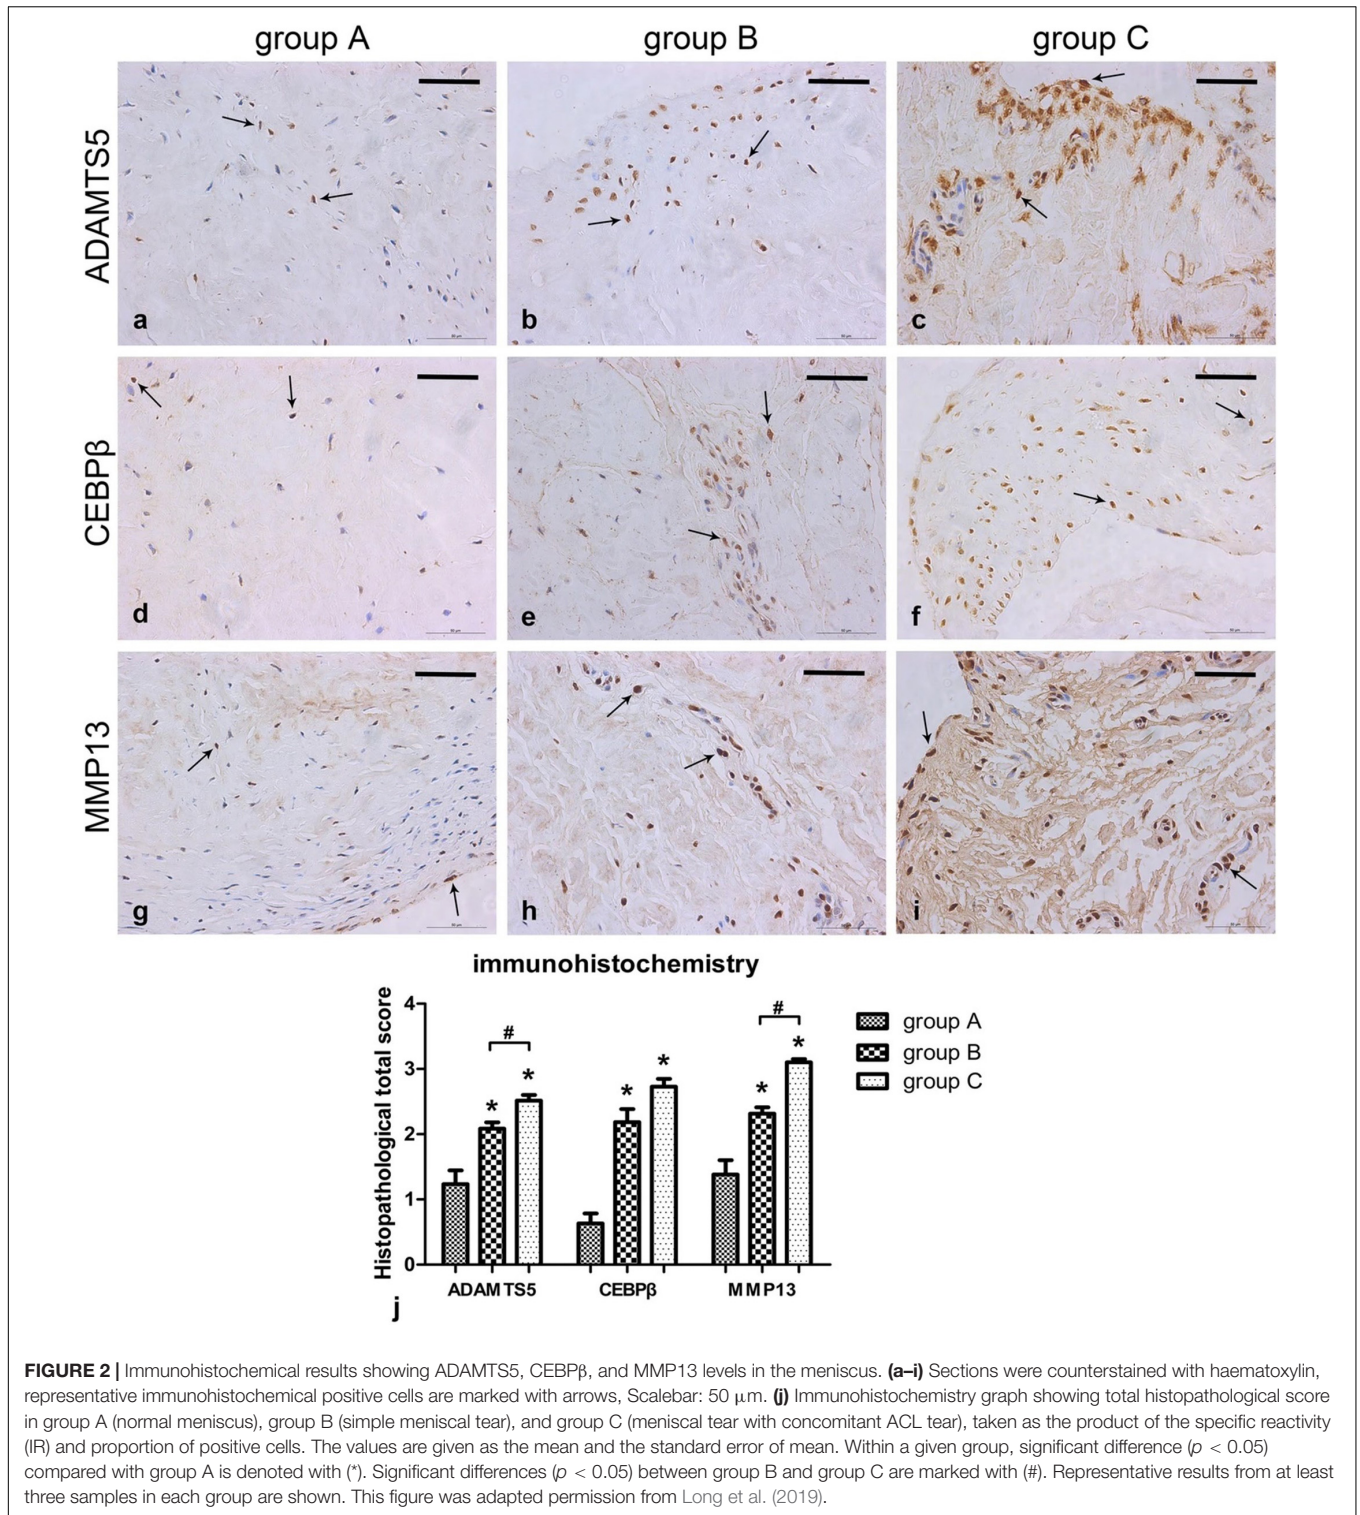 group A group B group C
ADAMTS5
a b c
CEBPβ
d e f
MMP13
g h i
immunohistochemistry
Histopathological total score
4
3
2
1
0
# #
* * * * * *
group A
group B
group C
ADAMTS5 CEBPβ MMP13
j
FIGURE 2 | Immunohistochemical results showing ADAMTS5, CEBPβ, and MMP13 levels in the meniscus. (a–i) Sections were counterstained with haematoxylin,
representative immunohistochemical positive cells are marked with arrows, Scalebar: 50 μm. (j) Immunohistochemistry graph showing total histopathological score
in group A (normal meniscus), group B (simple meniscal tear), and group C (meniscal tear with concomitant ACL tear), taken as the product of the specific reactivity
(IR) and proportion of positive cells. The values are given as the mean and the standard error of mean. Within a given group, significant difference (p < 0.05)
compared with group A is denoted with (*). Significant differences (p < 0.05) between group B and group C are marked with (#). Representative results from at least
three samples in each group are shown. This figure was adapted permission from Long et al. (2019).